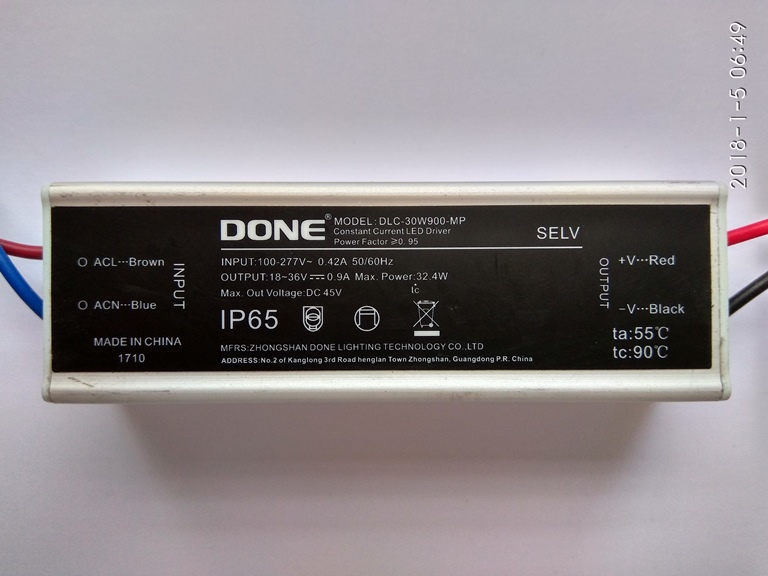 2018-1-5 06:49
DONE® MODEL: DLC-30W900-MP
Constant Current LED Driver
Power Factor ≥0.95
SELV
INPUT:100-277V~ 0.42A 50/60Hz
OUTPUT:18~36V⎓0.9A Max. Power:32.4W
Max. Out Voltage:DC 45V
tc
IP65
MFRS:ZHONGSHAN DONE LIGHTING TECHNOLOGY CO.,LTD
ADDRESS:No.2 of Kanglong 3rd Road henglan Town Zhongshan, Guangdong P.R. China
ACL···Brown
ACN···Blue
INPUT
MADE IN CHINA
1710
OUTPUT
+V···Red
-V···Black
ta:55℃
tc:90℃